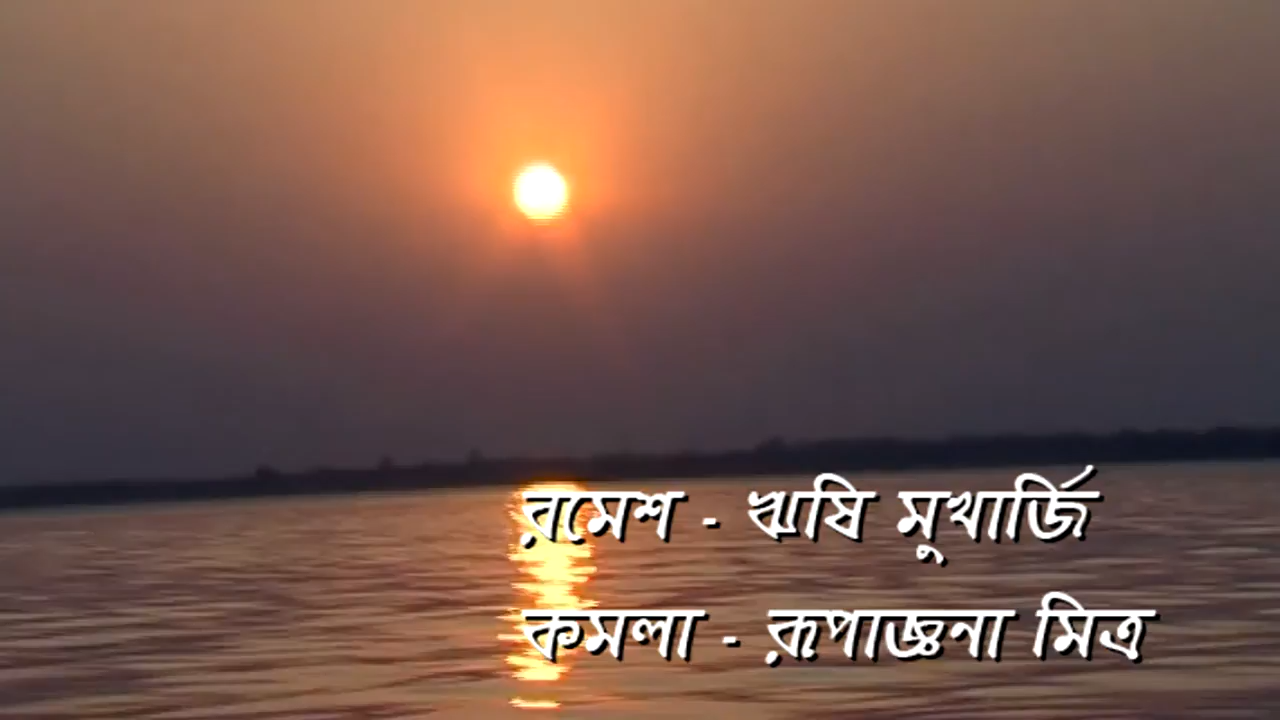 রমেশ - ঋষি মুখার্জি
কমলা - রূপাঞ্জনা মিত্র